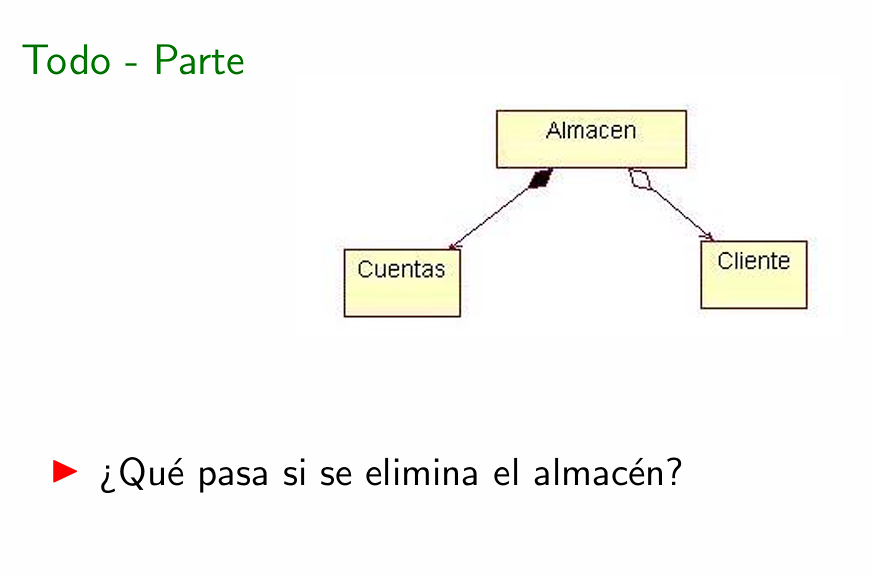 Todo - Parte
Almacen
Cuentas
Cliente
¿Qué pasa si se elimina el almacén?